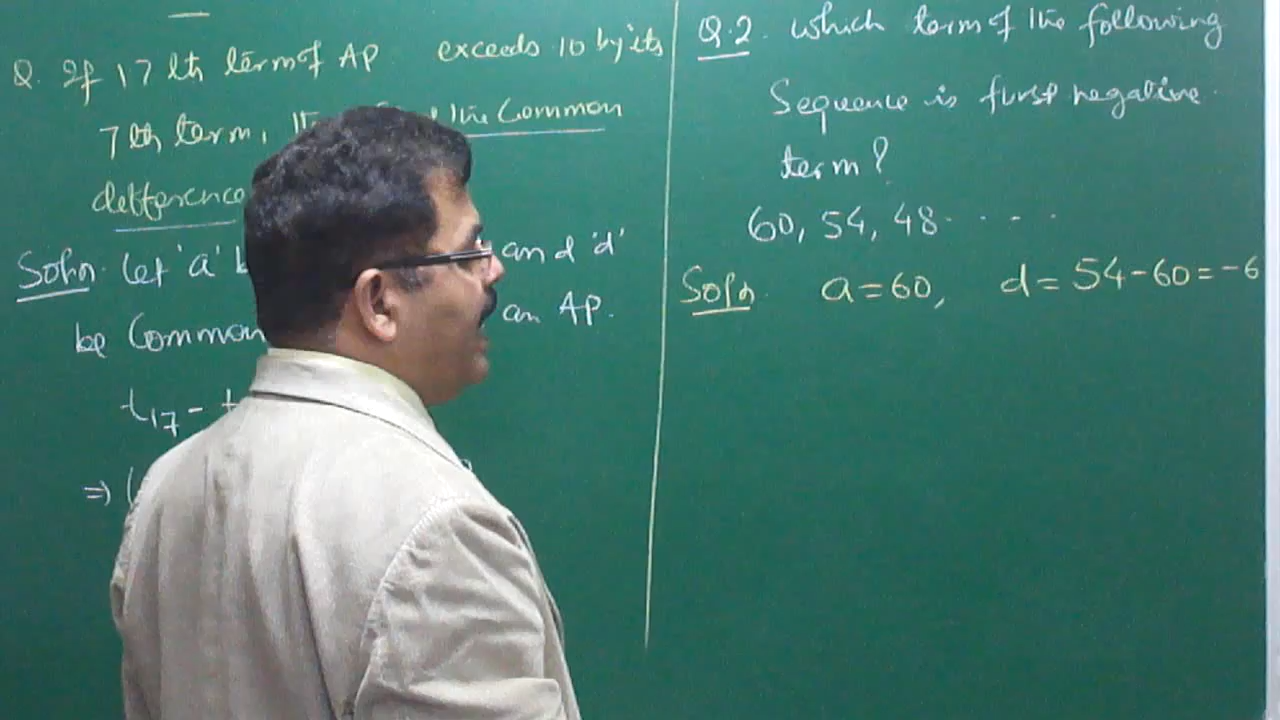 Q. If 17 th term of AP exceeds 10 by its
7th term, the Common
difference
Soln. Let 'a' and 'd'
be Common an AP.
t17 -
⇒ (
Q.2. which term of the following
Sequence is first negative
term?
60, 54, 48 . . . .
Soln. a=60, d= 54-60=-6